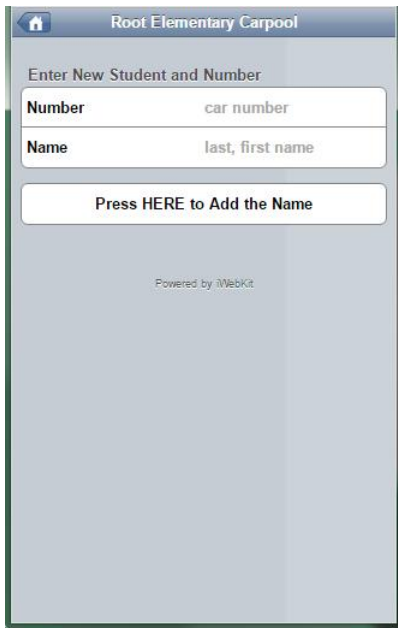 Root Elementary Carpool
Enter New Student and Number
Number car number
Name last, first name
Press HERE to Add the Name
Powered by iWebKit